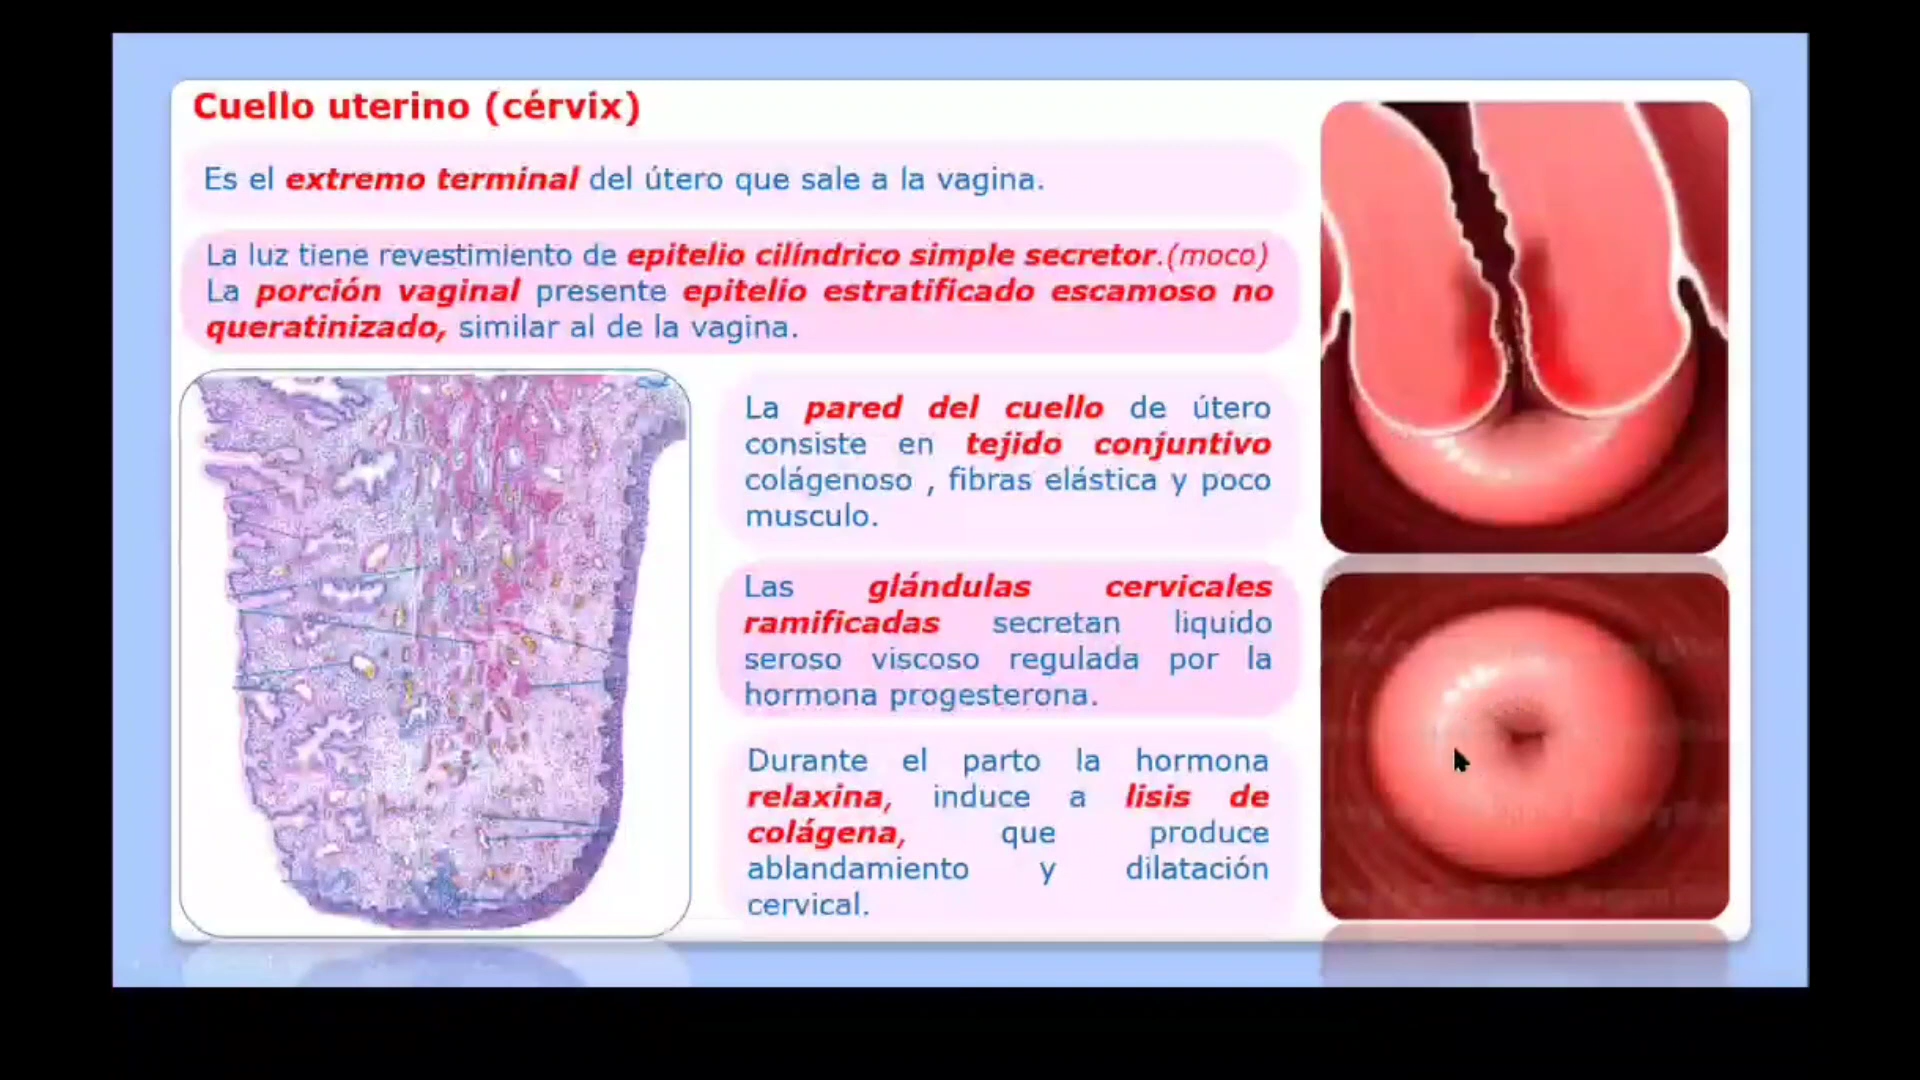 Cuello uterino (cérvix)
Es el extremo terminal del útero que sale a la vagina.
La luz tiene revestimiento de epitelio cilíndrico simple secretor.(moco)
La porción vaginal presente epitelio estratificado escamoso no
queratinizado, similar al de la vagina.
La pared del cuello de útero
consiste en tejido conjuntivo
colágenoso , fibras elástica y poco
musculo.
Las glándulas cervicales
ramificadas secretan liquido
seroso viscoso regulada por la
hormona progesterona.
Durante el parto la hormona
relaxina, induce a lisis de
colágena, que produce
ablandamiento y dilatación
cervical.